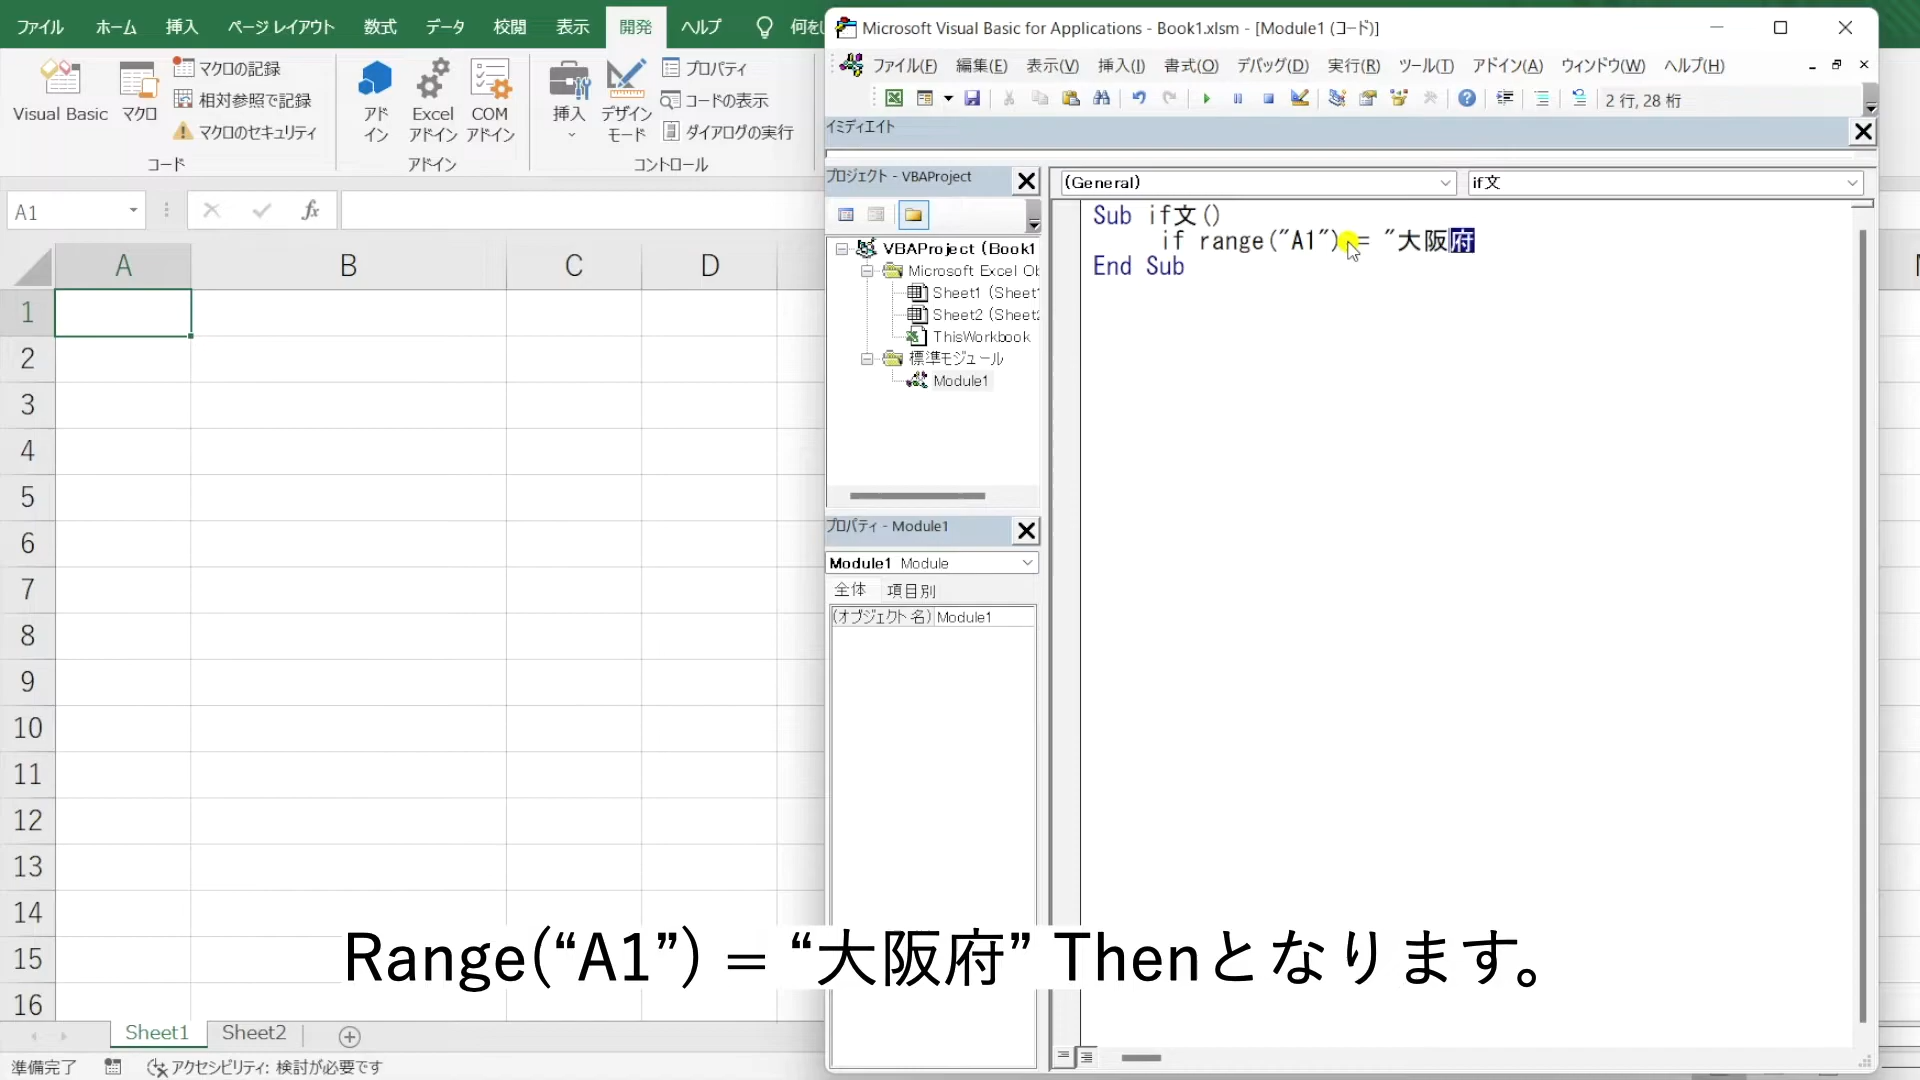 ファイル ホーム 挿入 ページ レイアウト 数式 データ 校閲 表示 開発 ヘルプ 何をし
Visual Basic
マクロ
マクロの記録
相対参照で記録
マクロのセキュリティ
コード
アド
イン
Excel
アドイン
COM
アドイン
アドイン
挿入
デザイン
モード
プロパティ
コードの表示
ダイアログの実行
コントロール
A1
fx
A B C D
1
2
3
4
5
6
7
8
9
10
11
12
13
14
15
16
Sheet1 Sheet2
準備完了 アクセシビリティ: 検討が必要です
Microsoft Visual Basic for Applications - Book1.xlsm - [Module1 (コード)]
ファイル(F) 編集(E) 表示(V) 挿入(I) 書式(O) デバッグ(D) 実行(R) ツール(T) アドイン(A) ウィンドウ(W) ヘルプ(H)
2 行, 28 桁
イミディエイト
プロジェクト - VBAProject
VBAProject (Book1
Microsoft Excel Ob
Sheet1 (Sheet1
Sheet2 (Sheet2
ThisWorkbook
標準モジュール
Module1
プロパティ - Module1
Module1 Module
全体 項目別
(オブジェクト名) Module1
(General) if文
Sub if文()
if range("A1") = "大阪府
End Sub
Range(“A1”) = “大阪府” Thenとなります。